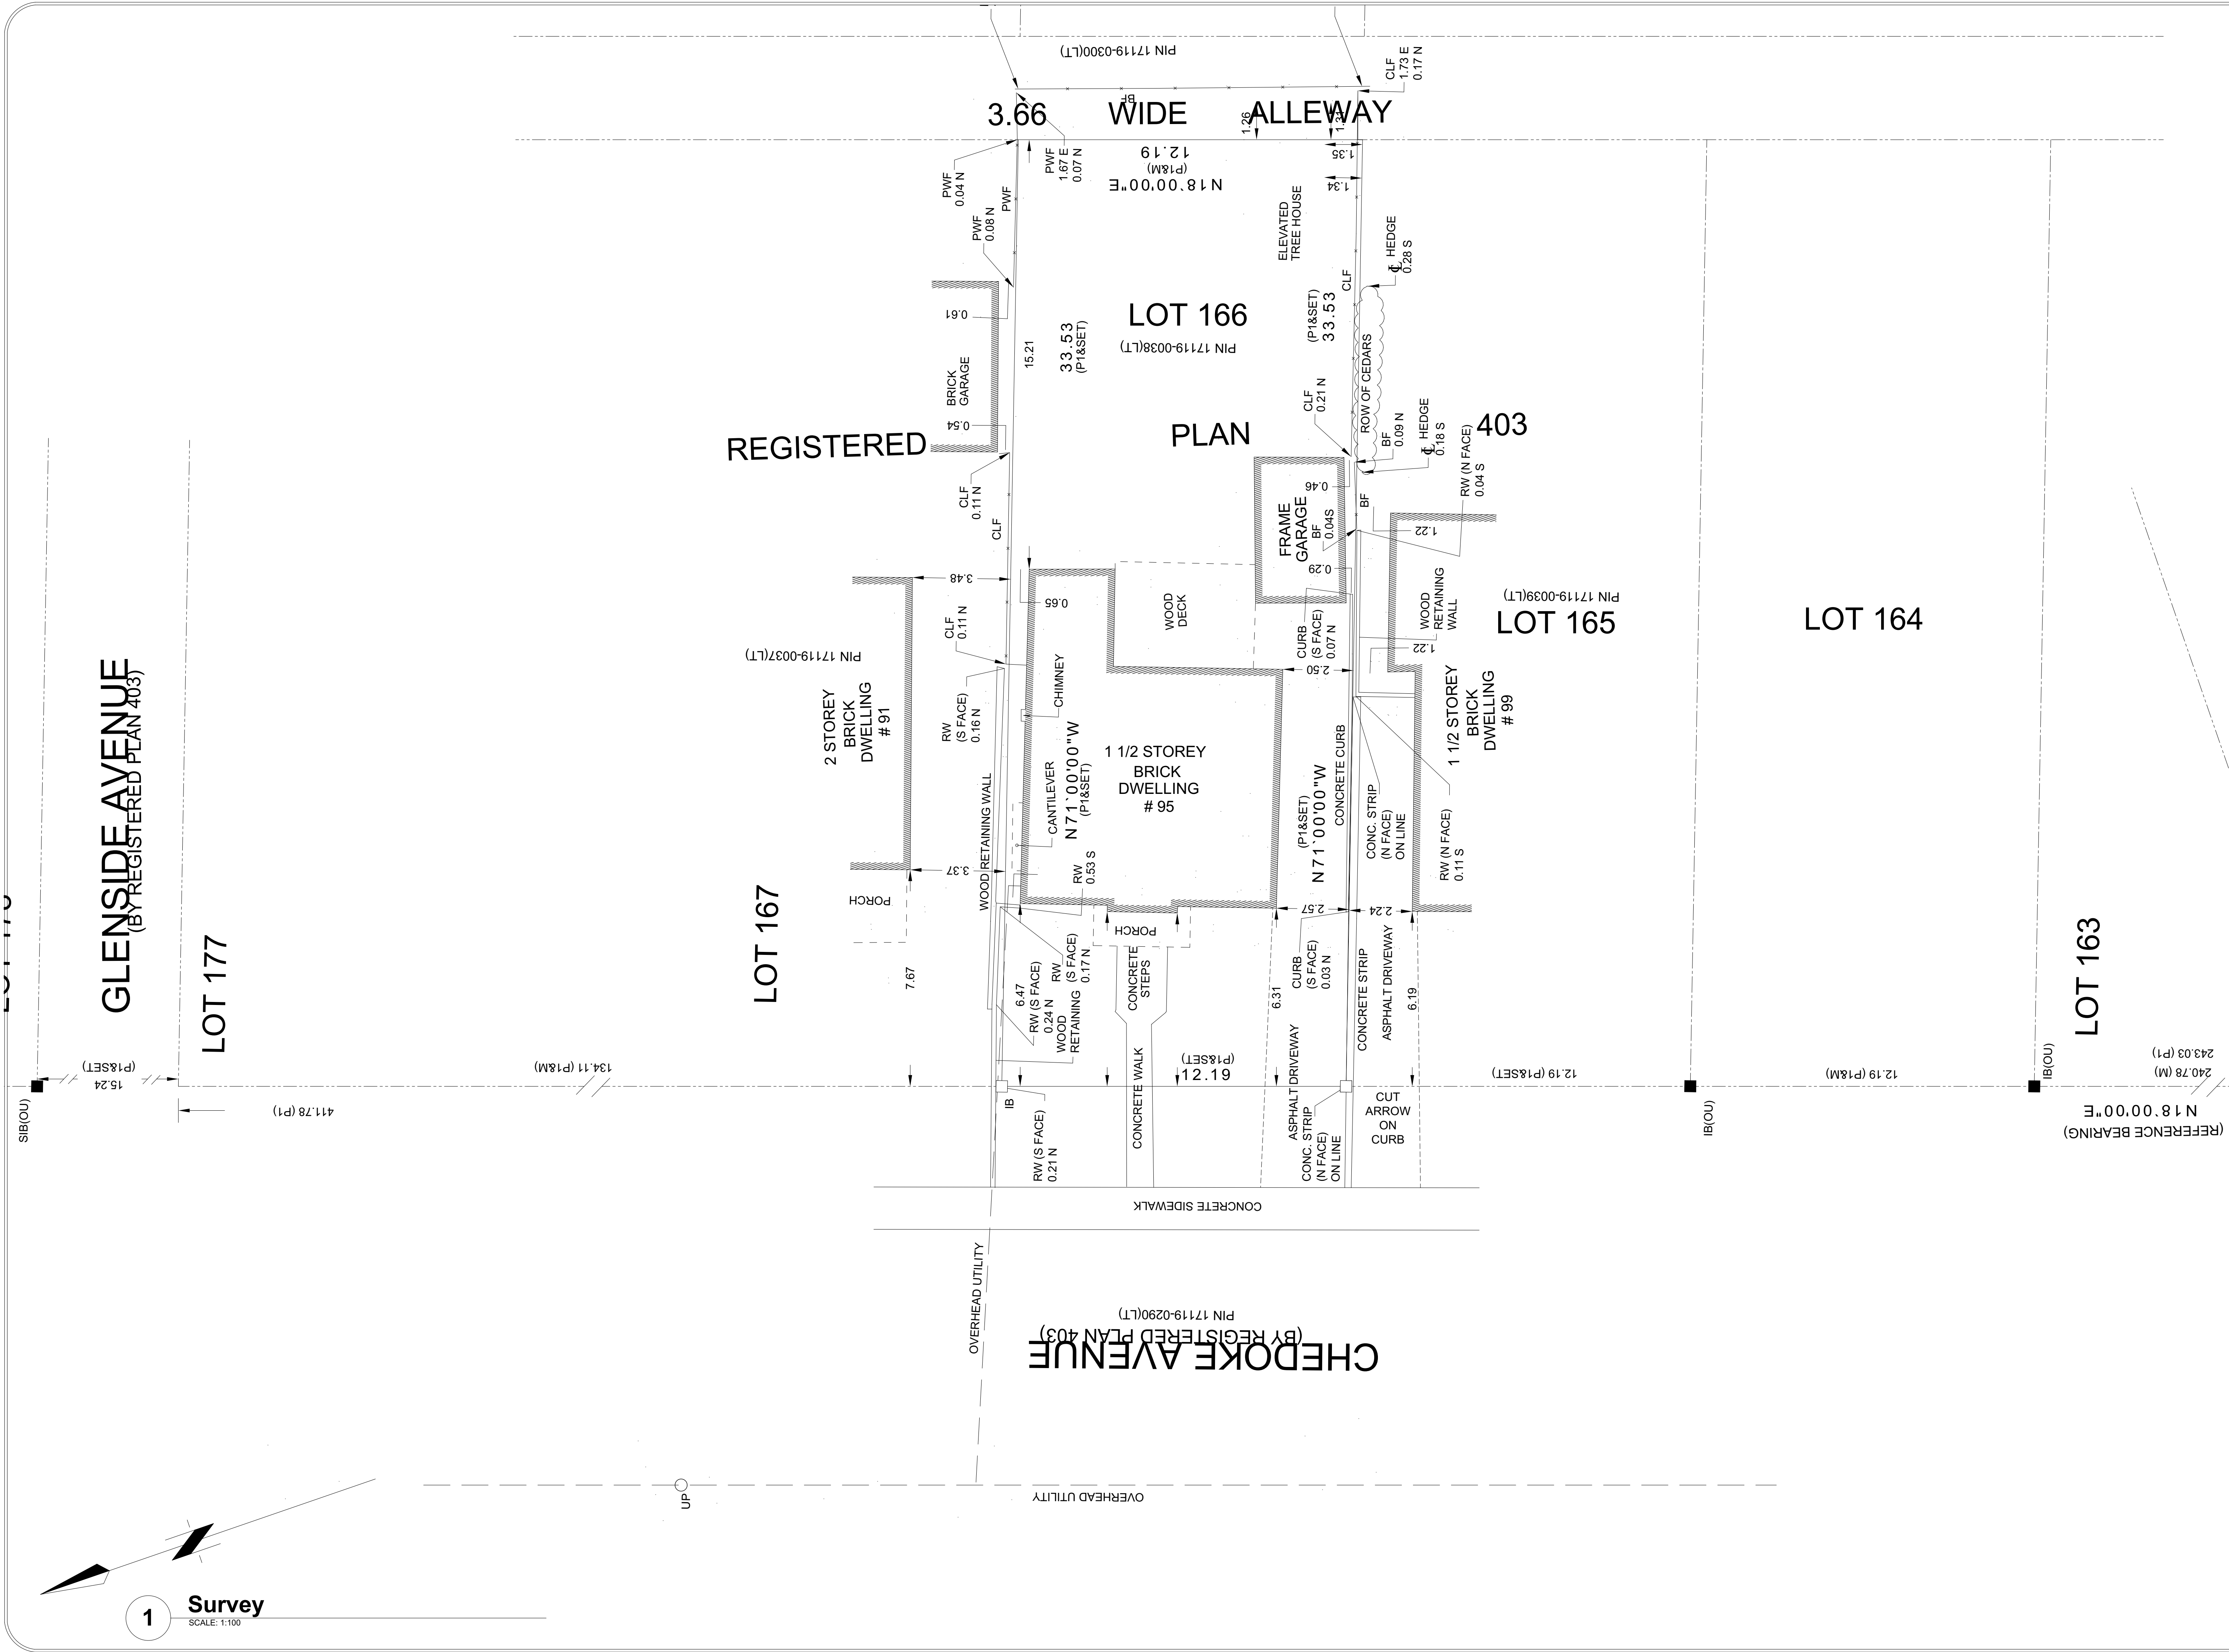 PIN 17119-0300(LT)
CLF
1.73 E
0.17 N
BF
3.66 WIDE ALLEWAY
1.26
1.31
12.19
(P1&M)
N18`00'00"E
1.35
1.34
PWF
0.04 N
PWF
1.67 E
0.07 N
PWF
PWF
0.08 N
ELEVATED
TREE HOUSE
℄ HEDGE
0.28 S
CLF
0.61
BRICK
GARAGE
0.54
15.21
33.53
(P1&SET)
LOT 166
PIN 17119-0038(LT)
(P1&SET)
33.53
ROW OF CEDARS
CLF
0.21 N
BF
0.09 N
℄ HEDGE
0.18 S
REGISTERED PLAN 403
RW (N FACE)
0.04 S
CLF
0.11 N
CLF
0.46
FRAME
GARAGE
BF
0.04S
BF
1.22
3.48
0.65
0.29
CLF
0.11 N
WOOD
DECK
CURB
(S FACE)
0.07 N
WOOD
RETAINING
WALL
1.22
PIN 17119-0039(LT)
LOT 165
LOT 164
PIN 17119-0037(LT)
2 STOREY
BRICK
DWELLING
# 91
RW
(S FACE)
0.16 N
CHIMNEY
2.50
1 1/2 STOREY
BRICK
DWELLING
# 99
GLENSIDE AVENUE
(BY REGISTERED PLAN 403)
WOOD RETAINING WALL
CANTILEVER
N71`00'00"W
(P1&SET)
1 1/2 STOREY
BRICK
DWELLING
# 95
CONCRETE CURB
(P1&SET)
N71`00'00"W
CONC. STRIP
(N FACE)
ON LINE
RW (N FACE)
0.11 S
RW
0.53 S
3.37
PORCH
2.57
2.24
LOT 177
LOT 167
LOT 163
PORCH
7.67
6.47
RW (S FACE)
0.24 N
RW
(S FACE)
0.17 N
WOOD
RETAINING
CONCRETE
STEPS
6.31
CURB
(S FACE)
0.03 N
CONCRETE STRIP
ASPHALT DRIVEWAY
6.19
(P1&SET)
15.24
134.11 (P1&M)
(P1&SET)
12.19
12.19 (P1&SET)
12.19 (P1&M)
IB(OU)
243.03 (P1)
240.78 (M)
SIB(OU)
411.78 (P1)
IB
RW (S FACE)
0.21 N
CONCRETE WALK
ASPHALT DRIVEWAY
CONC. STRIP
(N FACE)
ON LINE
CUT
ARROW
ON
CURB
IB(OU)
N18`00'00"E
(REFERENCE BEARING)
CONCRETE SIDEWALK
OVERHEAD UTILITY
PIN 17119-0290(LT)
(BY REGISTERED PLAN 403)
CHEDOKE AVENUE
UP
OVERHEAD UTILITY
1
Survey
SCALE: 1:100